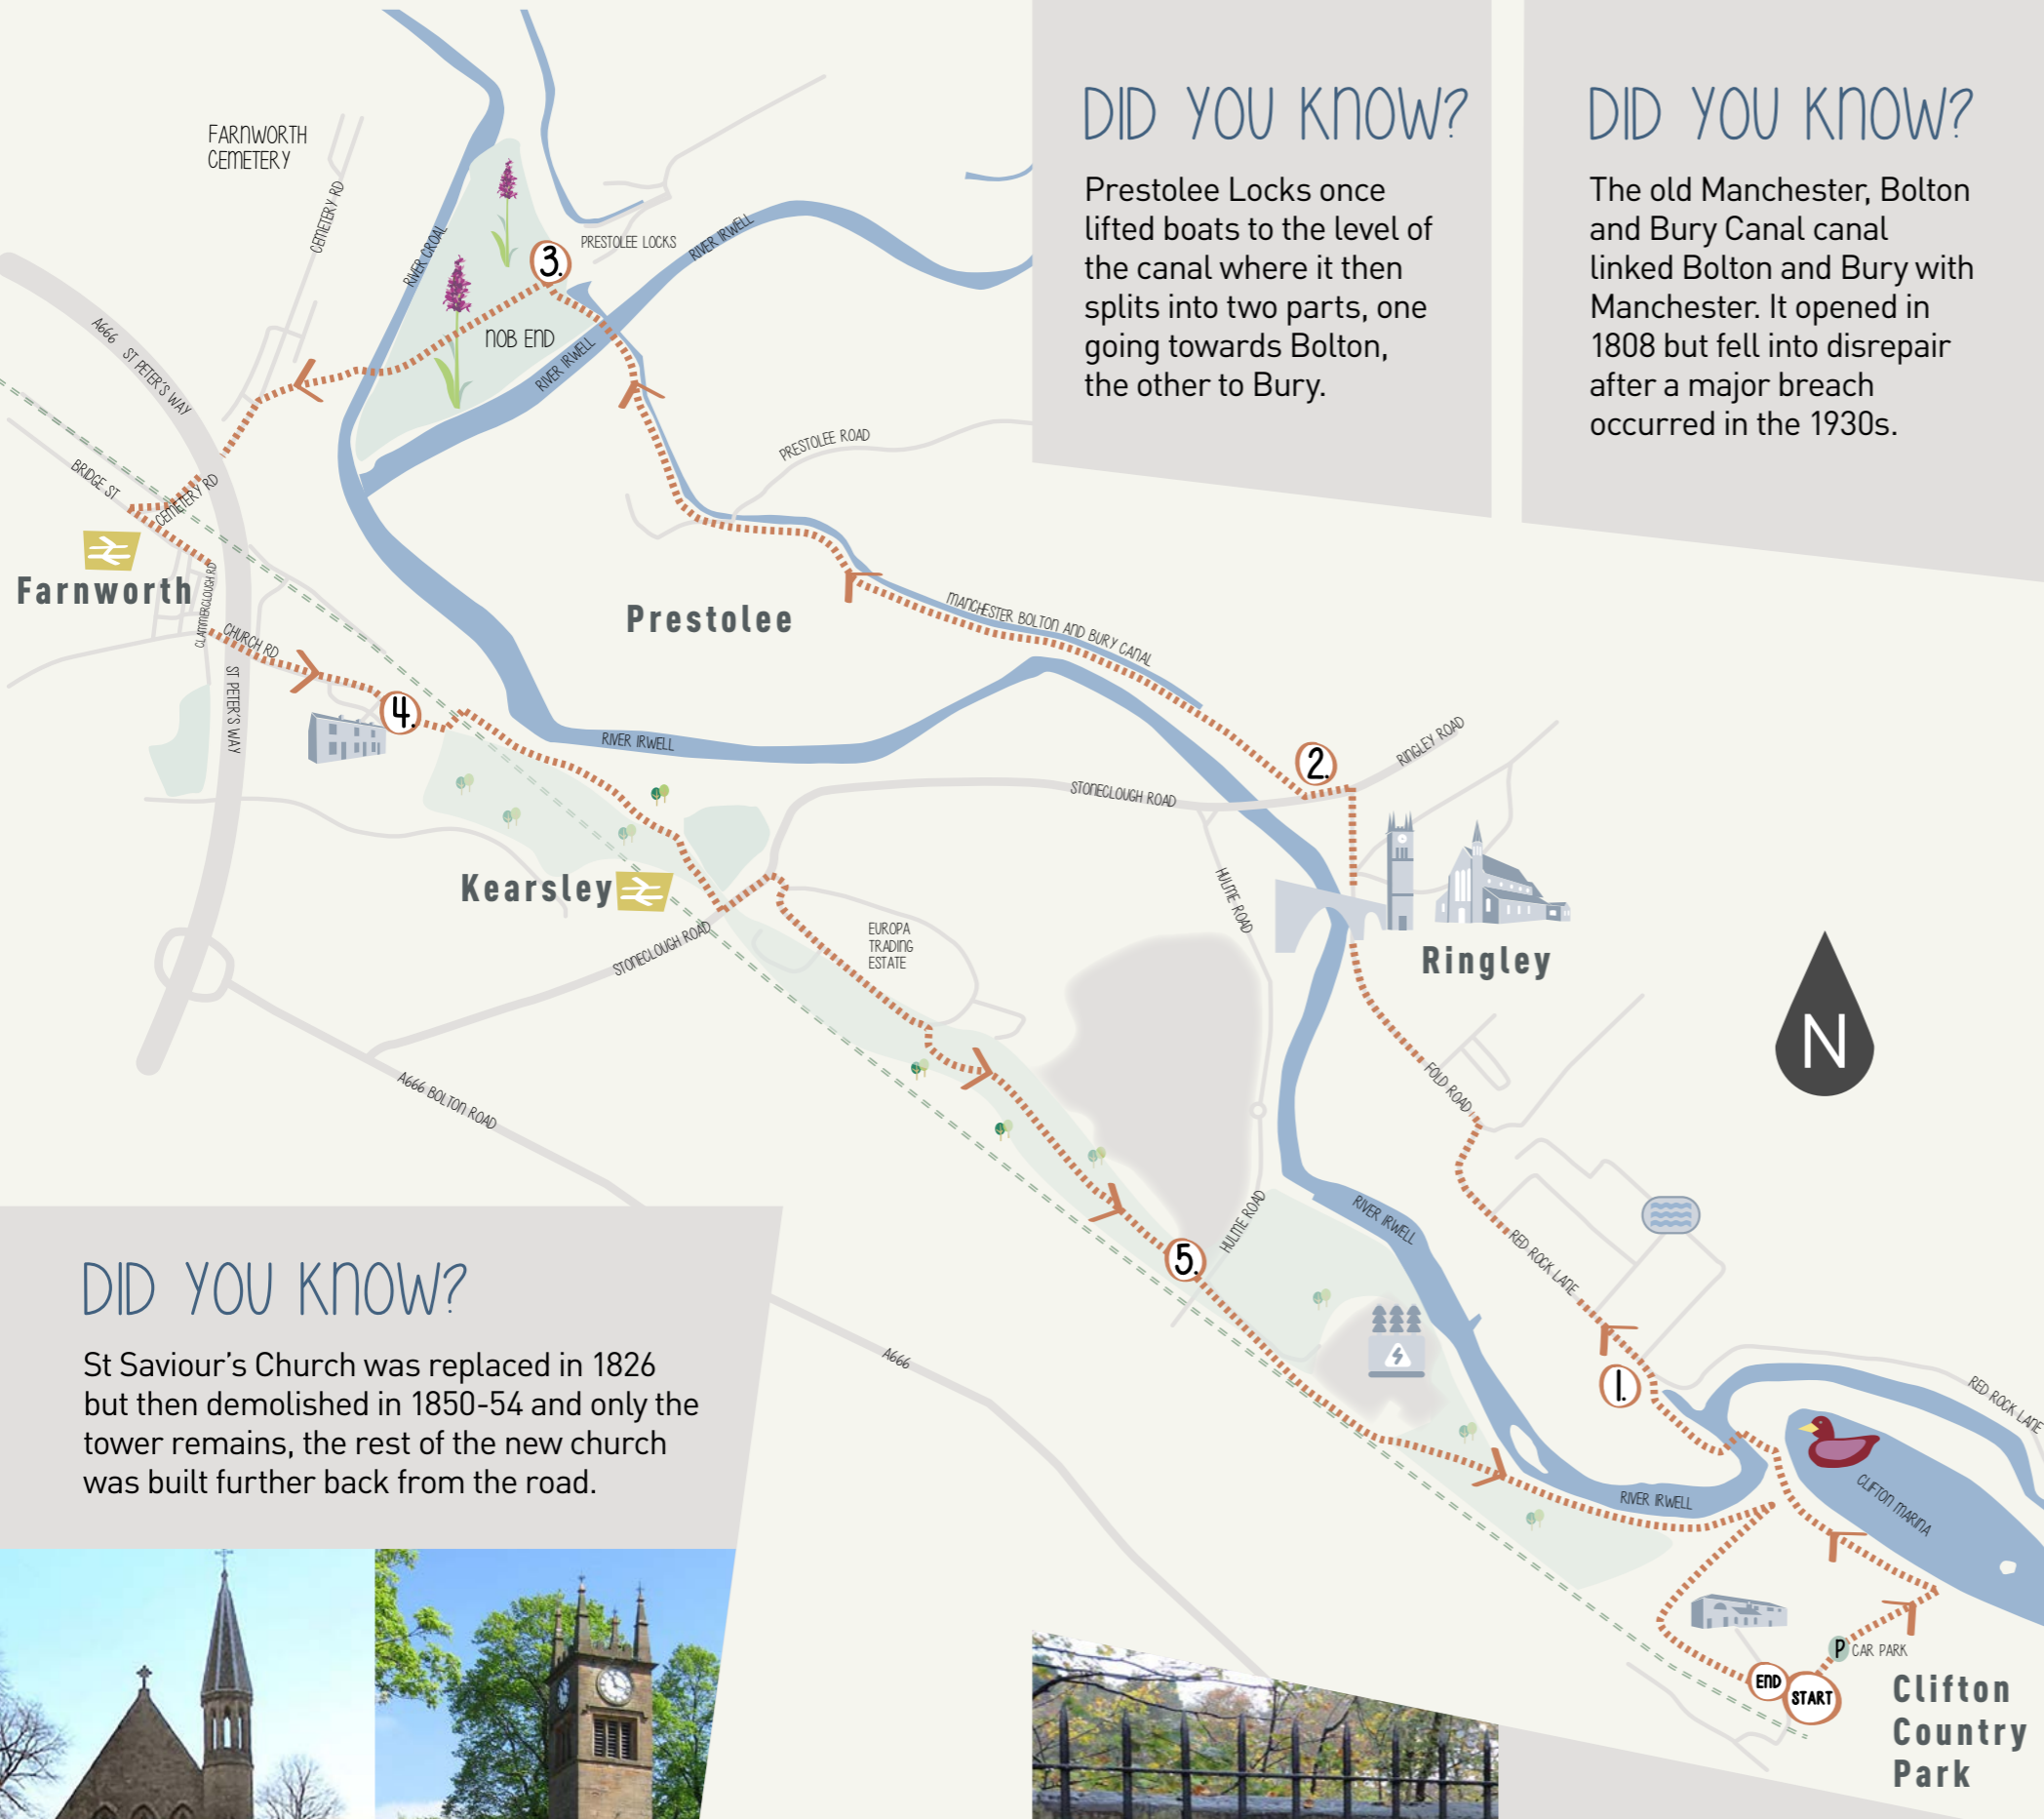 DID YOU KNOW?
Prestolee Locks once
lifted boats to the level of
the canal where it then
splits into two parts, one
going towards Bolton,
the other to Bury.
DID YOU KNOW?
The old Manchester, Bolton
and Bury Canal canal
linked Bolton and Bury with
Manchester. It opened in
1808 but fell into disrepair
after a major breach
occurred in the 1930s.
FARNWORTH
CEMETERY
CEMETERY RD
RIVER CROAL
PRESTOLEE LOCKS
RIVER IRWELL
3.
NOB END
RIVER IRWELL
A666 ST PETER'S WAY
PRESTOLEE ROAD
BRIDGE ST
CEMETERY RD
Farnworth
CLAMMERCLOUGH RD
CHURCH RD
ST PETER'S WAY
Prestolee
MANCHESTER BOLTON AND BURY CANAL
4.
RIVER IRWELL
2.
RINGLEY ROAD
STONECLOUGH ROAD
HULME ROAD
Kearsley
STONECLOUGH ROAD
EUROPA
TRADING
ESTATE
Ringley
N
A666 BOLTON ROAD
FOLD ROAD
HULME ROAD
RIVER IRWELL
5.
RED ROCK LANE
A666
1.
RED ROCK LANE
CLIFTON MARINA
RIVER IRWELL
P CAR PARK
END
START
Clifton
Country
Park
DID YOU KNOW?
St Saviour's Church was replaced in 1826
but then demolished in 1850-54 and only the
tower remains, the rest of the new church
was built further back from the road.